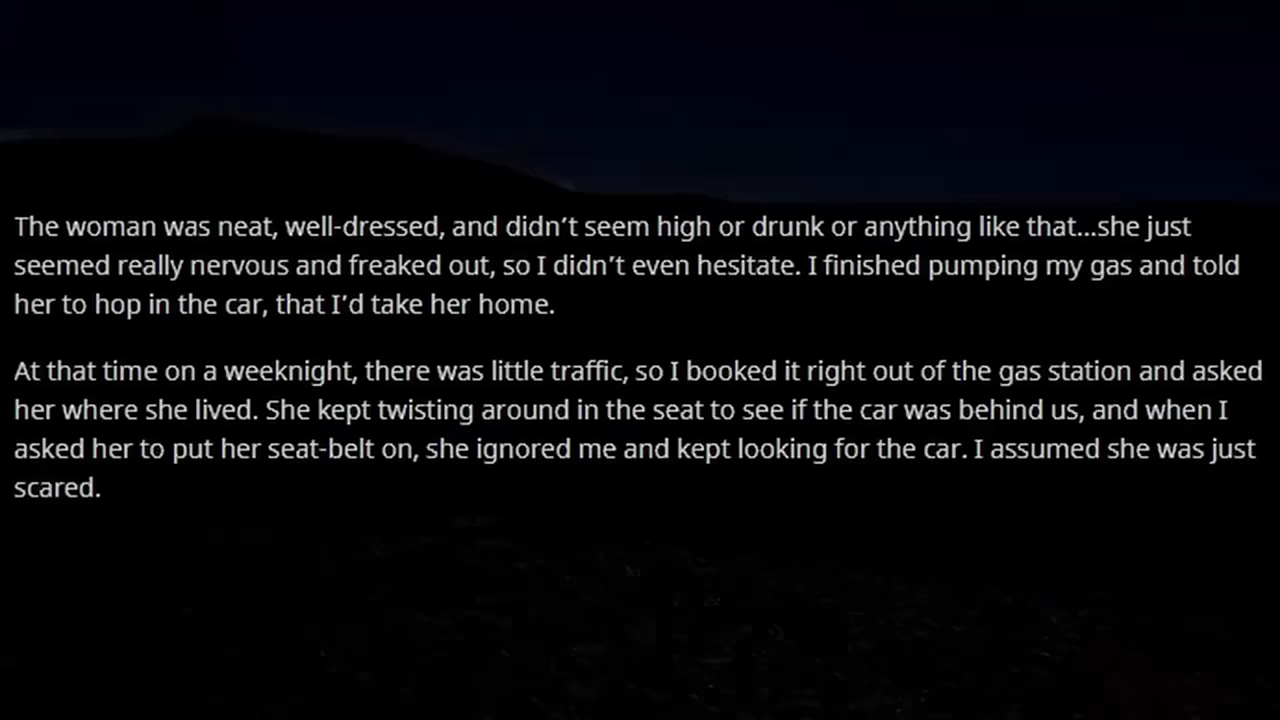 The woman was neat, well-dressed, and didn’t seem high or drunk or anything like that...she just
seemed really nervous and freaked out, so I didn’t even hesitate. I finished pumping my gas and told
her to hop in the car, that I’d take her home.
At that time on a weeknight, there was little traffic, so I booked it right out of the gas station and asked
her where she lived. She kept twisting around in the seat to see if the car was behind us, and when I
asked her to put her seat-belt on, she ignored me and kept looking for the car. I assumed she was just
scared.